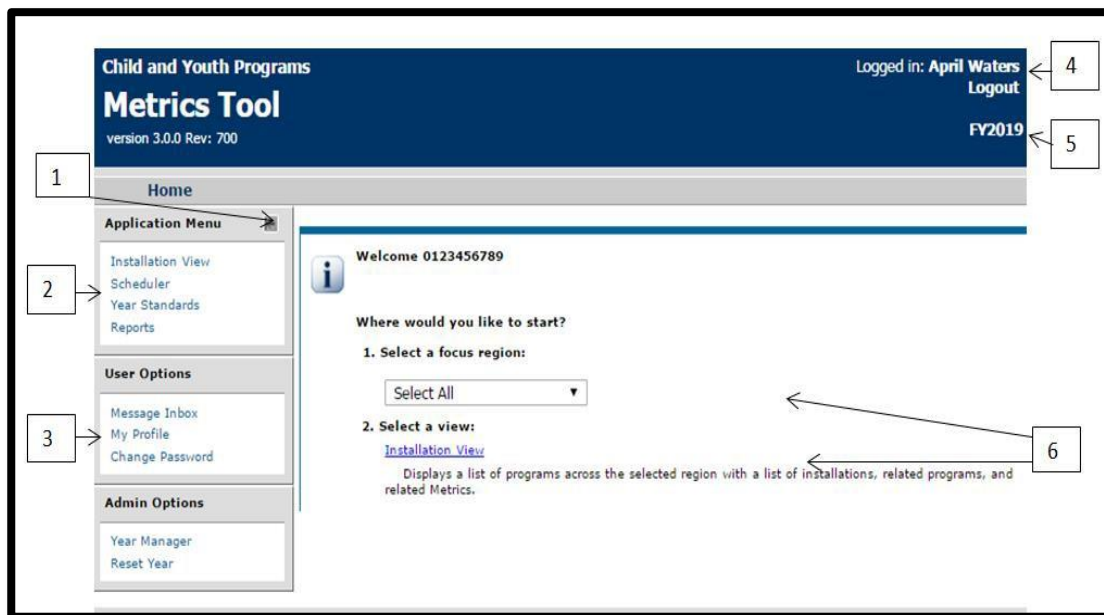 Child and Youth Programs
Metrics Tool
version 3.0.0 Rev: 700
Logged in: April Waters
Logout
FY2019
4
5
1
Home
Application Menu
Installation View
Scheduler
Year Standards
Reports
2
User Options
Message Inbox
My Profile
Change Password
3
Admin Options
Year Manager
Reset Year
i
Welcome 0123456789
Where would you like to start?
1. Select a focus region:
Select All
2. Select a view:
Installation View
Displays a list of programs across the selected region with a list of installations, related programs, and
related Metrics.
6